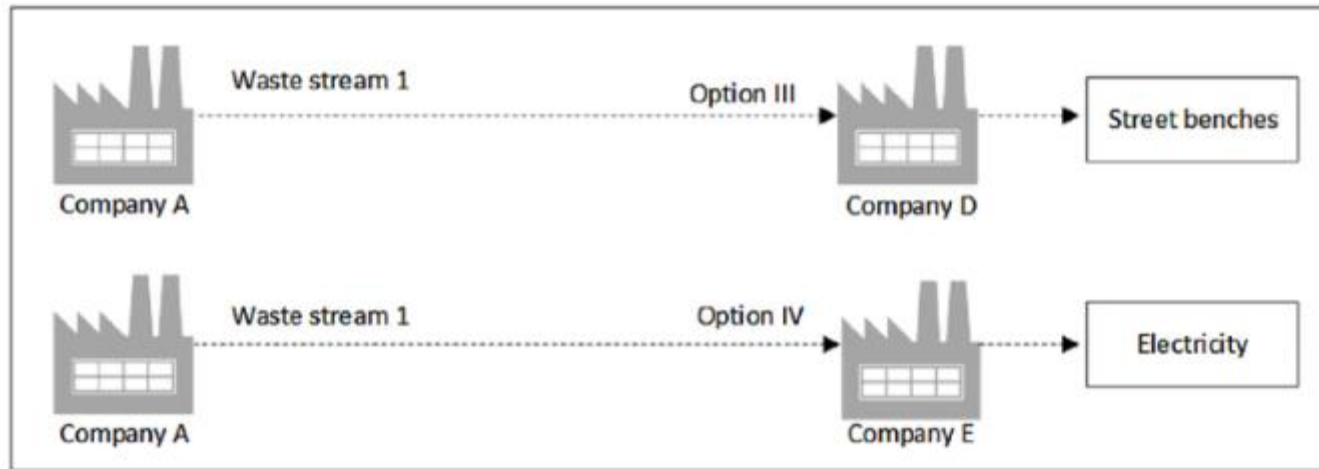 Waste stream 1
Option III
Street benches
Company A
Company D
Waste stream 1
Option IV
Electricity
Company A
Company E